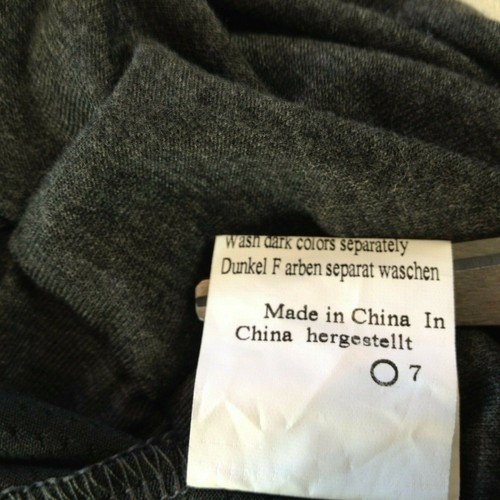 Wash dark colors separately
Dunkel F arben separat waschen
Made in China In
China hergestellt
O 7